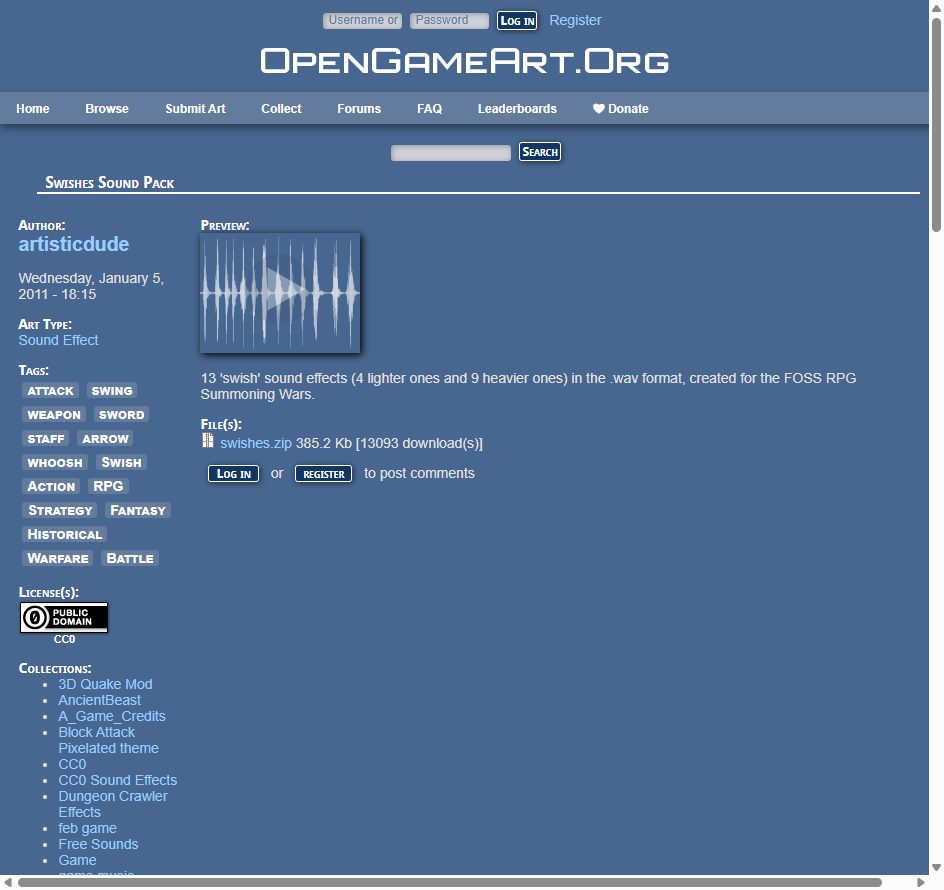 Username or Password Log in Register
OpenGameArt.Org
Home Browse Submit Art Collect Forums FAQ Leaderboards Donate
Search
Swishes Sound Pack
Author:
artisticdude
Wednesday, January 5,
2011 - 18:15
Art Type:
Sound Effect
Tags:
attack swing
weapon sword
staff arrow
whoosh Swish
Action RPG
Strategy Fantasy
Historical
Warfare Battle
License(s):
PUBLIC
DOMAIN
CC0
Collections:
3D Quake Mod
AncientBeast
A_Game_Credits
Block Attack
Pixelated theme
CC0
CC0 Sound Effects
Dungeon Crawler
Effects
feb game
Free Sounds
Game
game music
Preview:
13 'swish' sound effects (4 lighter ones and 9 heavier ones) in the .wav format, created for the FOSS RPG
Summoning Wars.
File(s):
swishes.zip 385.2 Kb [13093 download(s)]
Log in or register to post comments